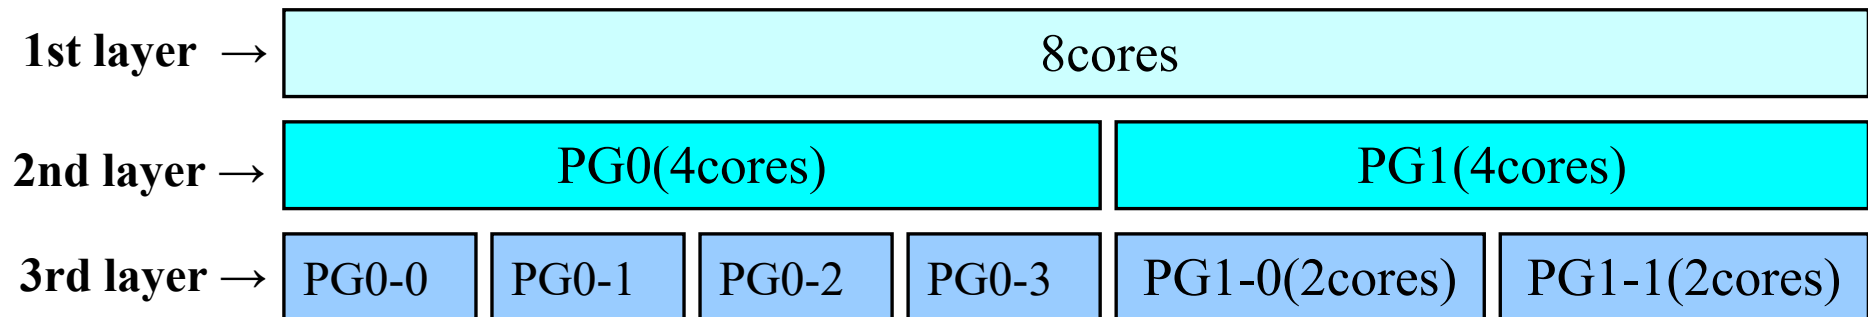 1st layer → 8cores
2nd layer → PG0(4cores) PG1(4cores)
3rd layer → PG0-0 PG0-1 PG0-2 PG0-3 PG1-0(2cores) PG1-1(2cores)